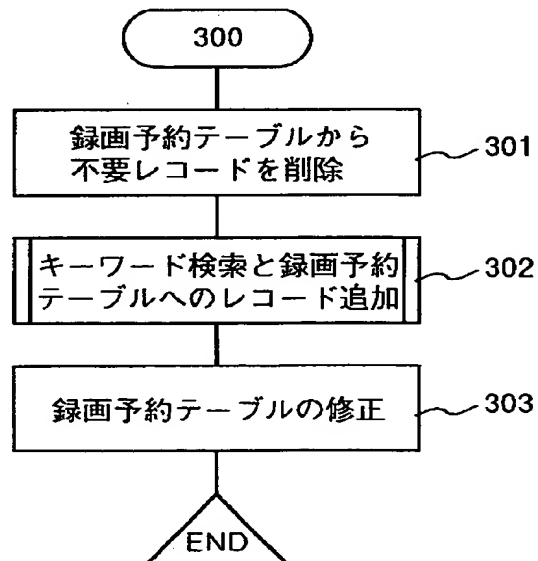 300
録画予約テーブルから
不要レコードを削除
301
キーワード検索と録画予約
テーブルへのレコード追加
302
録画予約テーブルの修正
303
END